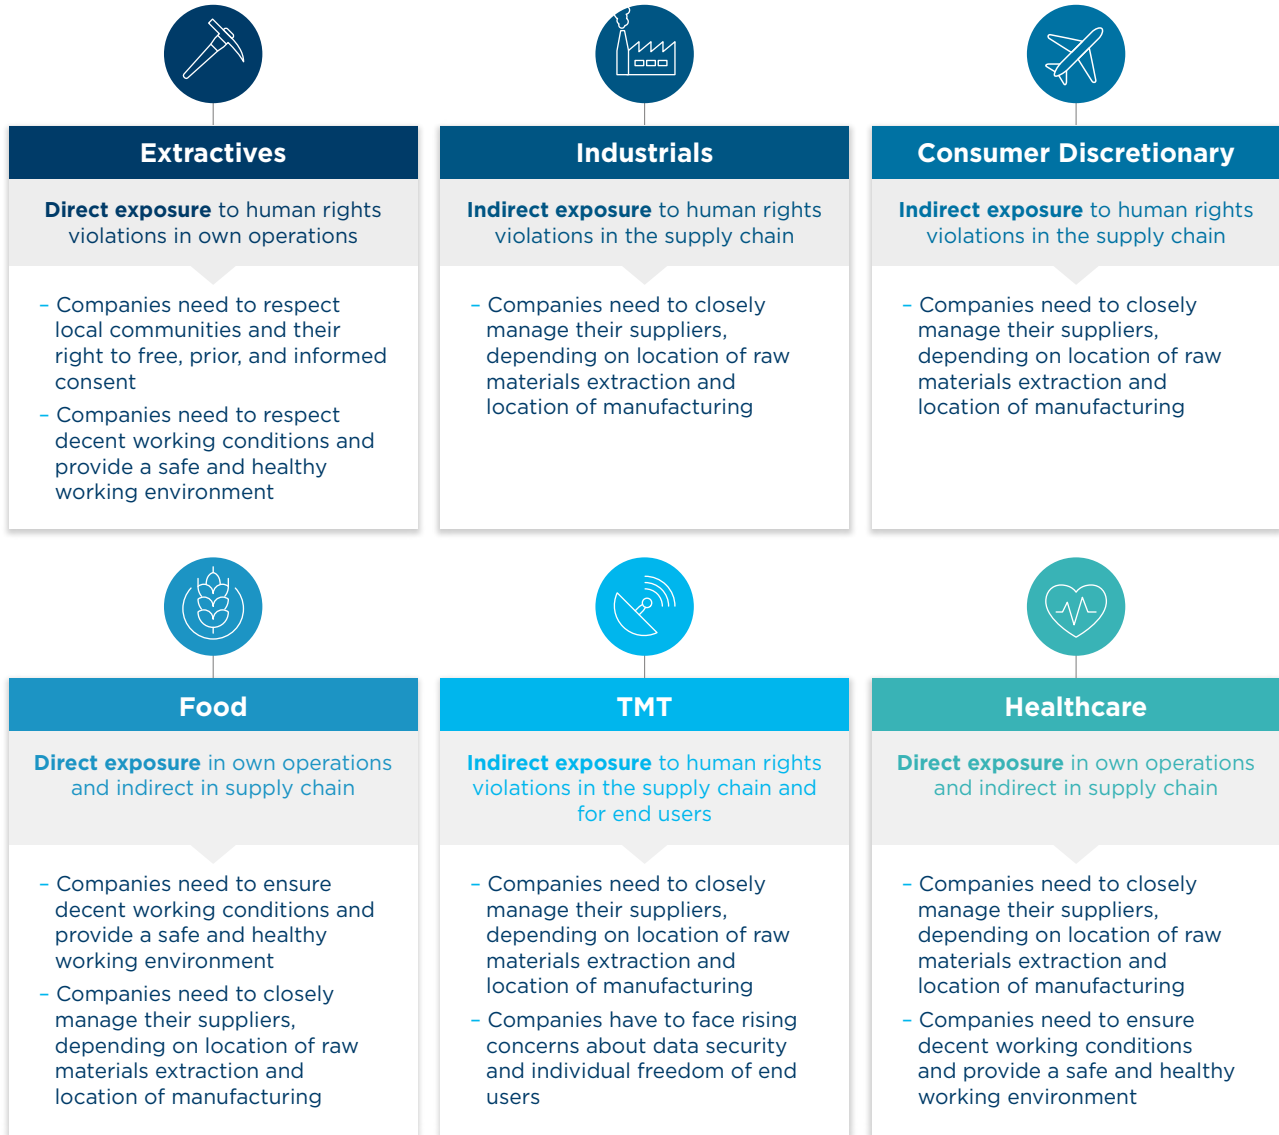 Extractives
Direct exposure to human rights
violations in own operations
– Companies need to respect
local communities and their
right to free, prior, and informed
consent
– Companies need to respect
decent working conditions and
provide a safe and healthy
working environment
Industrials
Indirect exposure to human rights
violations in the supply chain
– Companies need to closely
manage their suppliers,
depending on location of raw
materials extraction and
location of manufacturing
Consumer Discretionary
Indirect exposure to human rights
violations in the supply chain
– Companies need to closely
manage their suppliers,
depending on location of raw
materials extraction and
location of manufacturing
Food
Direct exposure in own operations
and indirect in supply chain
– Companies need to ensure
decent working conditions and
provide a safe and healthy
working environment
– Companies need to closely
manage their suppliers,
depending on location of raw
materials extraction and
location of manufacturing
TMT
Indirect exposure to human rights
violations in the supply chain and
for end users
– Companies need to closely
manage their suppliers,
depending on location of raw
materials extraction and
location of manufacturing
– Companies have to face rising
concerns about data security
and individual freedom of end
users
Healthcare
Direct exposure in own operations
and indirect in supply chain
– Companies need to closely
manage their suppliers,
depending on location of raw
materials extraction and
location of manufacturing
– Companies need to ensure
decent working conditions
and provide a safe and healthy
working environment